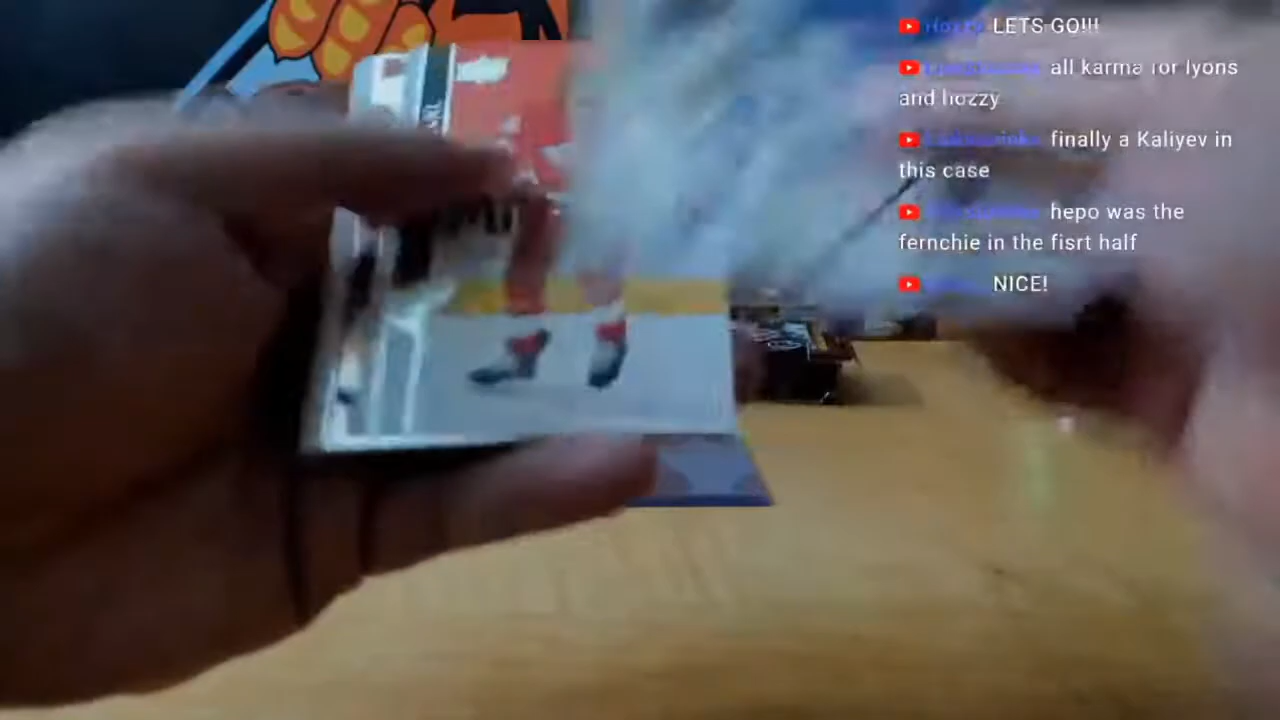 LETS GO!!!
all karma for lyons
and hozzy
finally a Kaliyev in
this case
hepo was the
fernchie in the fisrt half
NICE!